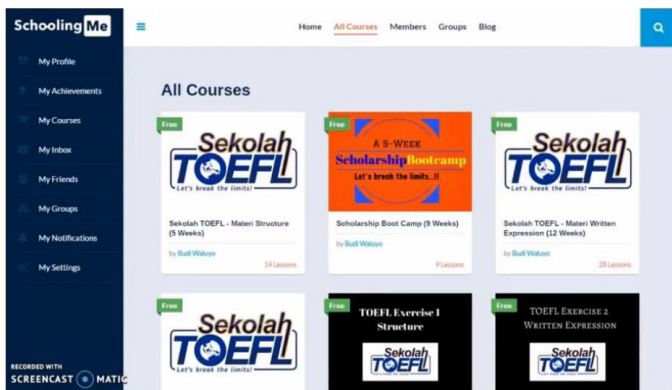 Schooling Me
Home All Courses Members Groups Blog
My Profile
My Achievements
My Courses
My Inbox
My Friends
My Groups
My Notifications
My Settings
All Courses
Free
Sekolah
TOEFL
Let's break the limits!
Sekolah TOEFL - Materi Structure
(5 Weeks)
by Budi Waluyo
14 Lessons
Free
A 9-WEEK
ScholarshipBootcamp
Let's break the limits..!!
Scholarship Boot Camp (9 Weeks)
by Budi Waluyo
9 Lessons
Free
Sekolah
TOEFL
Let's break the limits!
Sekolah TOEFL - Materi Written
Expression (12 Weeks)
by Budi Waluyo
28 Lessons
Free
Sekolah
TOEFL
Let's break the limits!
Free
TOEFL Exercise 1
Structure
Sekolah
TOEFL
Free
TOEFL EXERCISE 2
WRITTEN EXPRESSION
Sekolah
TOEFL
RECORDED WITH
SCREENCAST MATIC